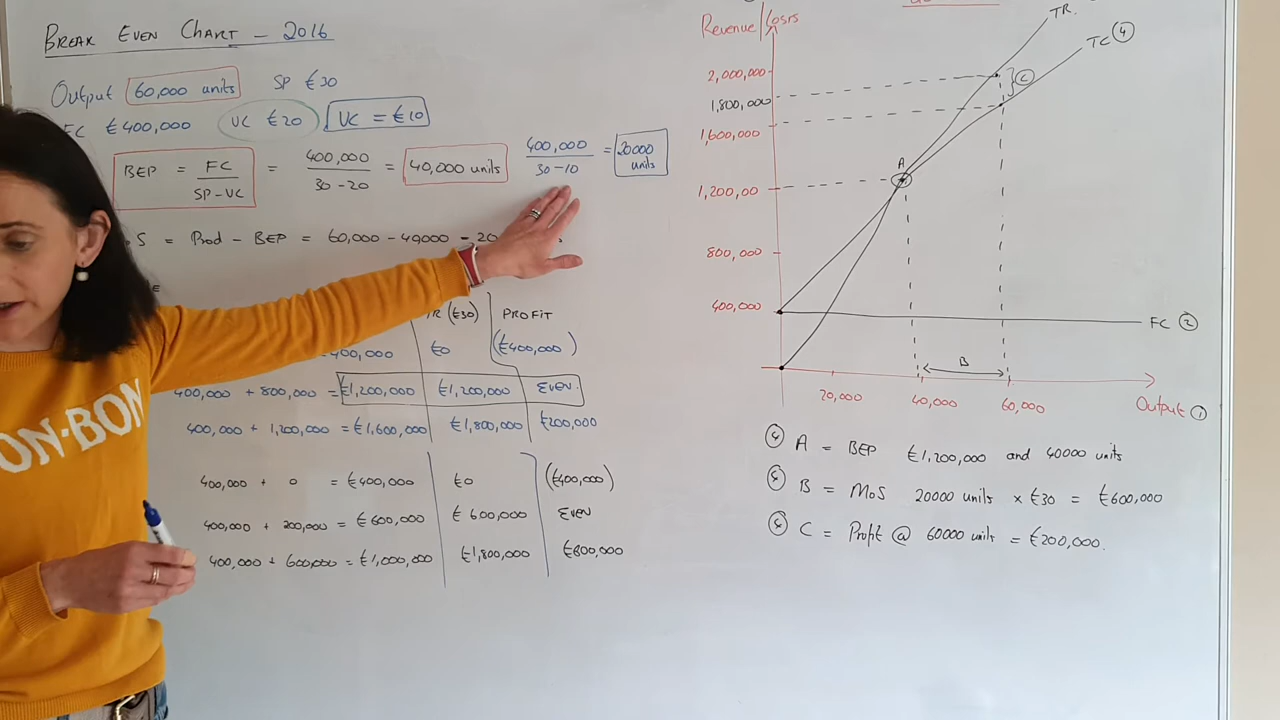 BREAK EVEN CHART – 2016
Output 60,000 units SP €30
FC €400,000 VC €20 VC = €10
BEP = FC / SP-VC = 400,000 / 30-20 = 40,000 units 400,000 / 30-10 = 20000 units
S = Prod - BEP = 60,000 - 40000 = 20
TR (€30) PROFIT
400,000 €0 (€400,000)
400,000 + 800,000 = €1,200,000 €1,200,000 EVEN.
400,000 + 1,200,000 = €1,600,000 €1,800,000 €200,000
400,000 + 0 = €400,000 €0 (€400,000)
400,000 + 200,000 = €600,000 €600,000 EVEN
400,000 + 600,000 = €1,000,000 €1,800,000 €800,000
ON-BON
Revenue/Costs
TR.
TC 4
2,000,000
C
1,800,000
1,600,000
A
1,200,00
800,000
400,000
FC 2
B
20,000 40,000 60,000 Output 1
4 A = BEP €1,200,000 and 40000 units
B = MoS 20000 units × €30 = €600,000
C = Profit @ 60000 units = €200,000.